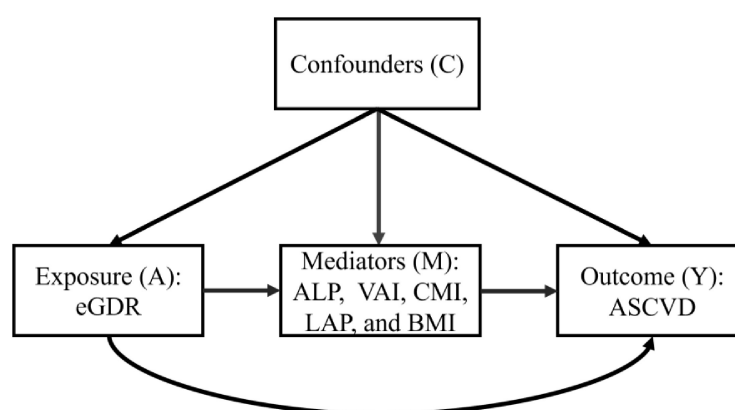 Confounders (C)
Exposure (A):
eGDR
Mediators (M):
ALP, VAI, CMI,
LAP, and BMI
Outcome (Y):
ASCVD